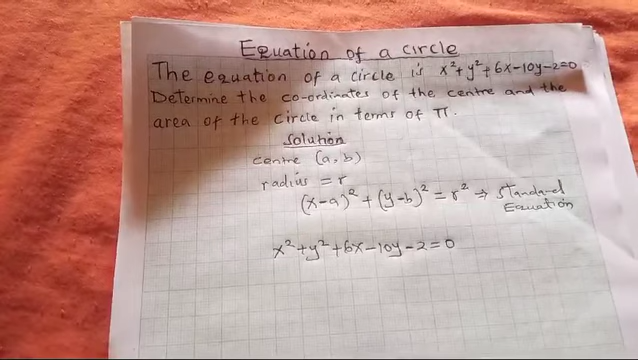 Equation of a circle
The equation of a circle is x²+y²+6x-10y-2=0
Determine the co-ordinates of the centre and the
area of the circle in terms of π.
Solution
centre (a, b)
radius = r
(x-a)² + (y-b)² = r² ⇒ Standard
Equation
x²+y²+6x-10y-2=0